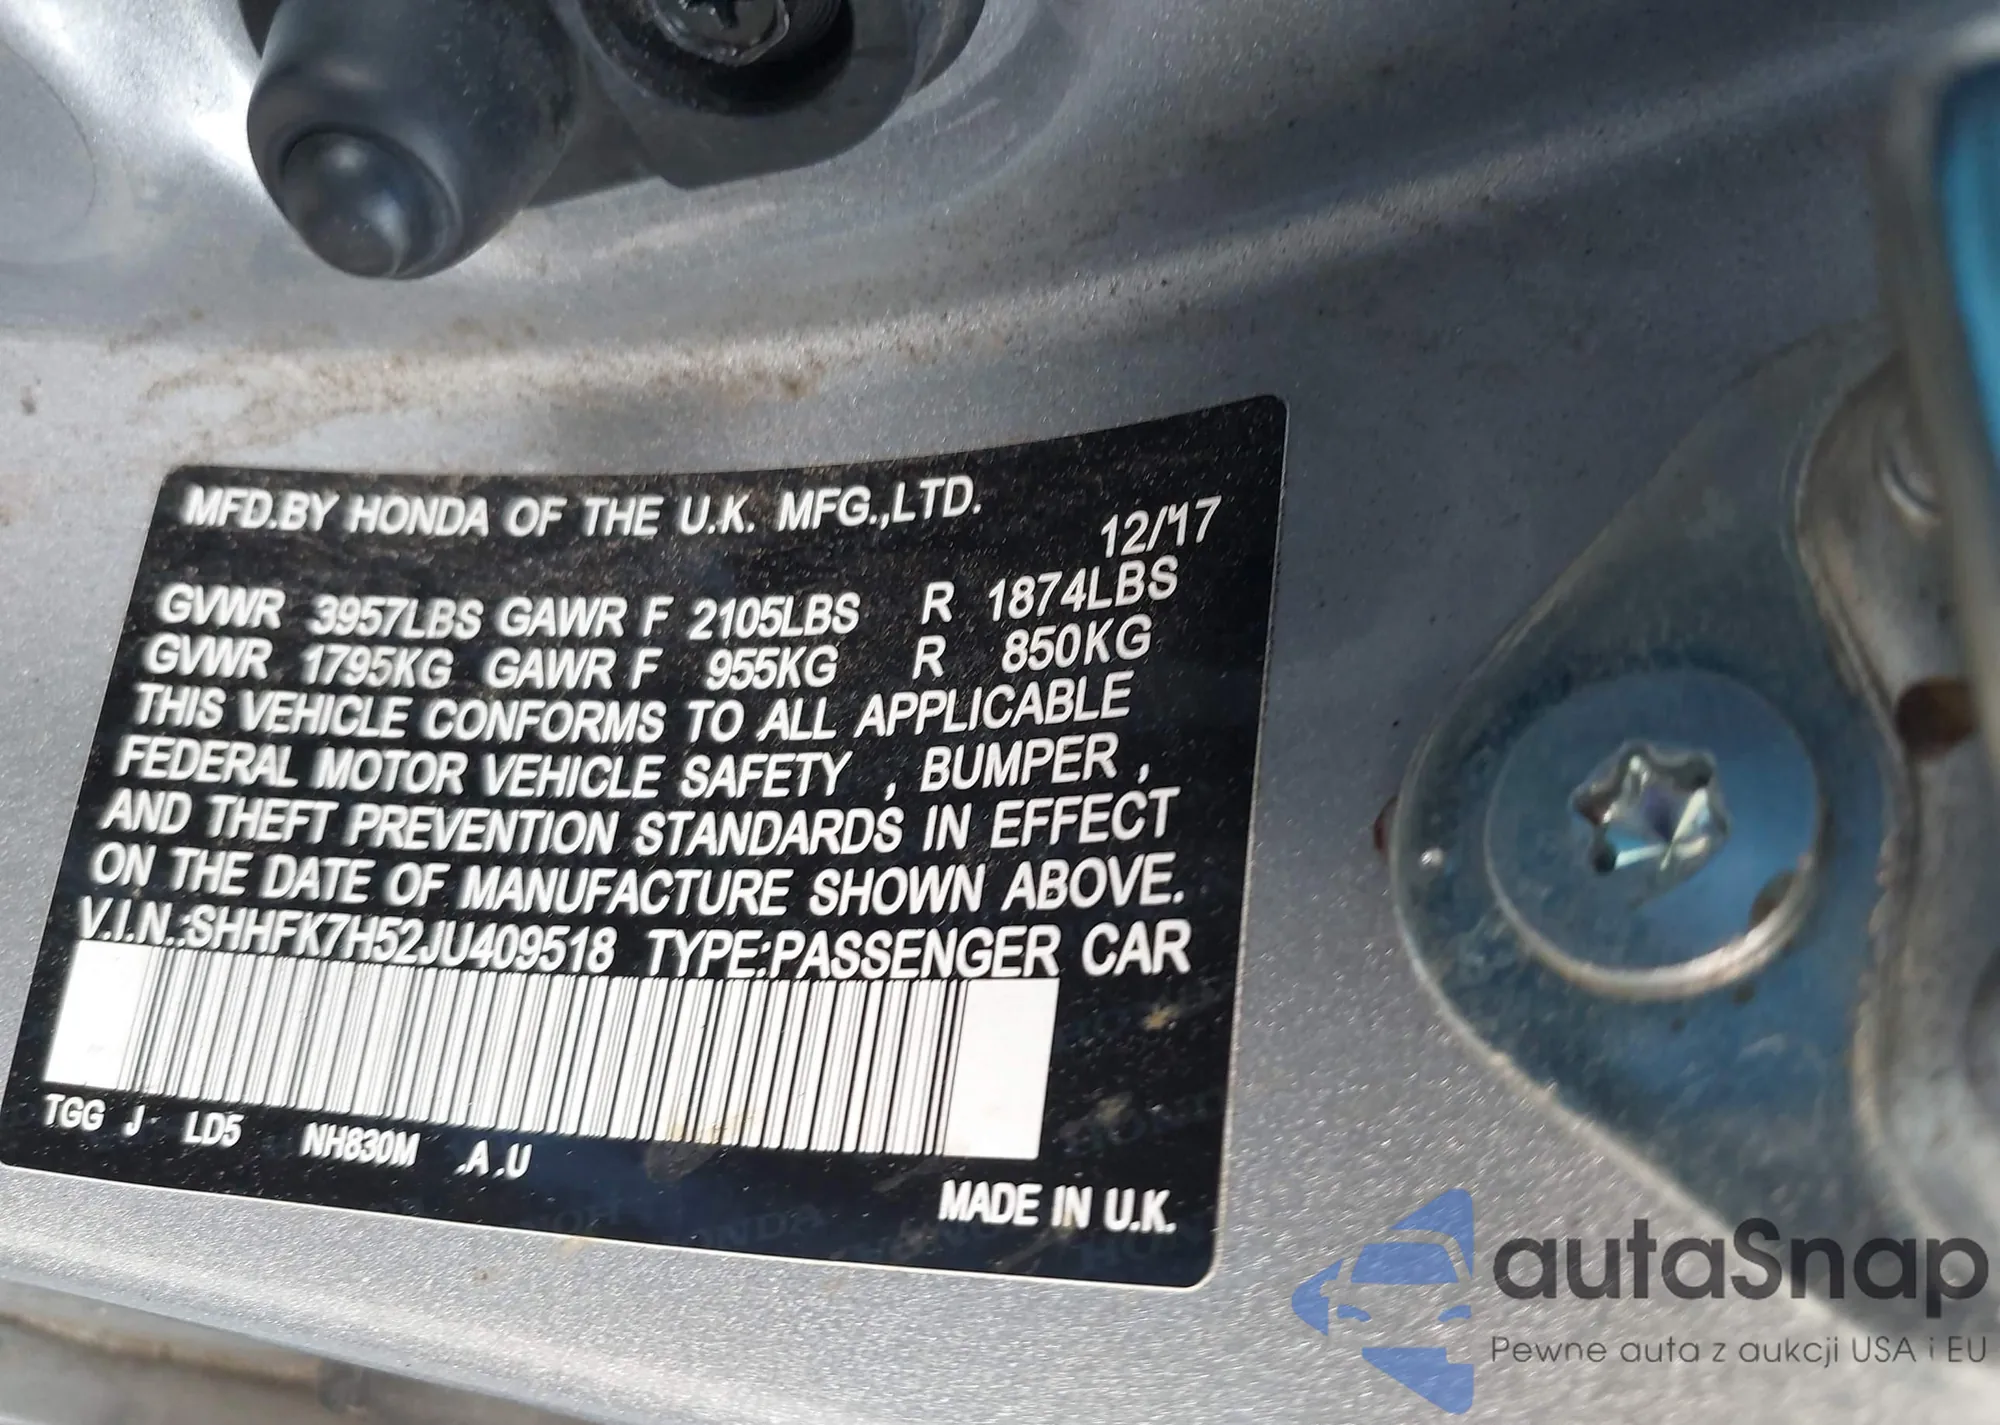 MFD.BY HONDA OF THE U.K. MFG.,LTD.
12/'17
GVWR 3957LBS GAWR F 2105LBS R 1874LBS
GVWR 1795KG GAWR F 955KG R 850KG
THIS VEHICLE CONFORMS TO ALL APPLICABLE
FEDERAL MOTOR VEHICLE SAFETY , BUMPER ,
AND THEFT PREVENTION STANDARDS IN EFFECT
ON THE DATE OF MANUFACTURE SHOWN ABOVE.
V.I.N.:SHHFK7H52JU409518 TYPE:PASSENGER CAR
TGG J LD5 NH830M .A .U
MADE IN U.K.
autaSnap
Pewne auta z aukcji USA i EU